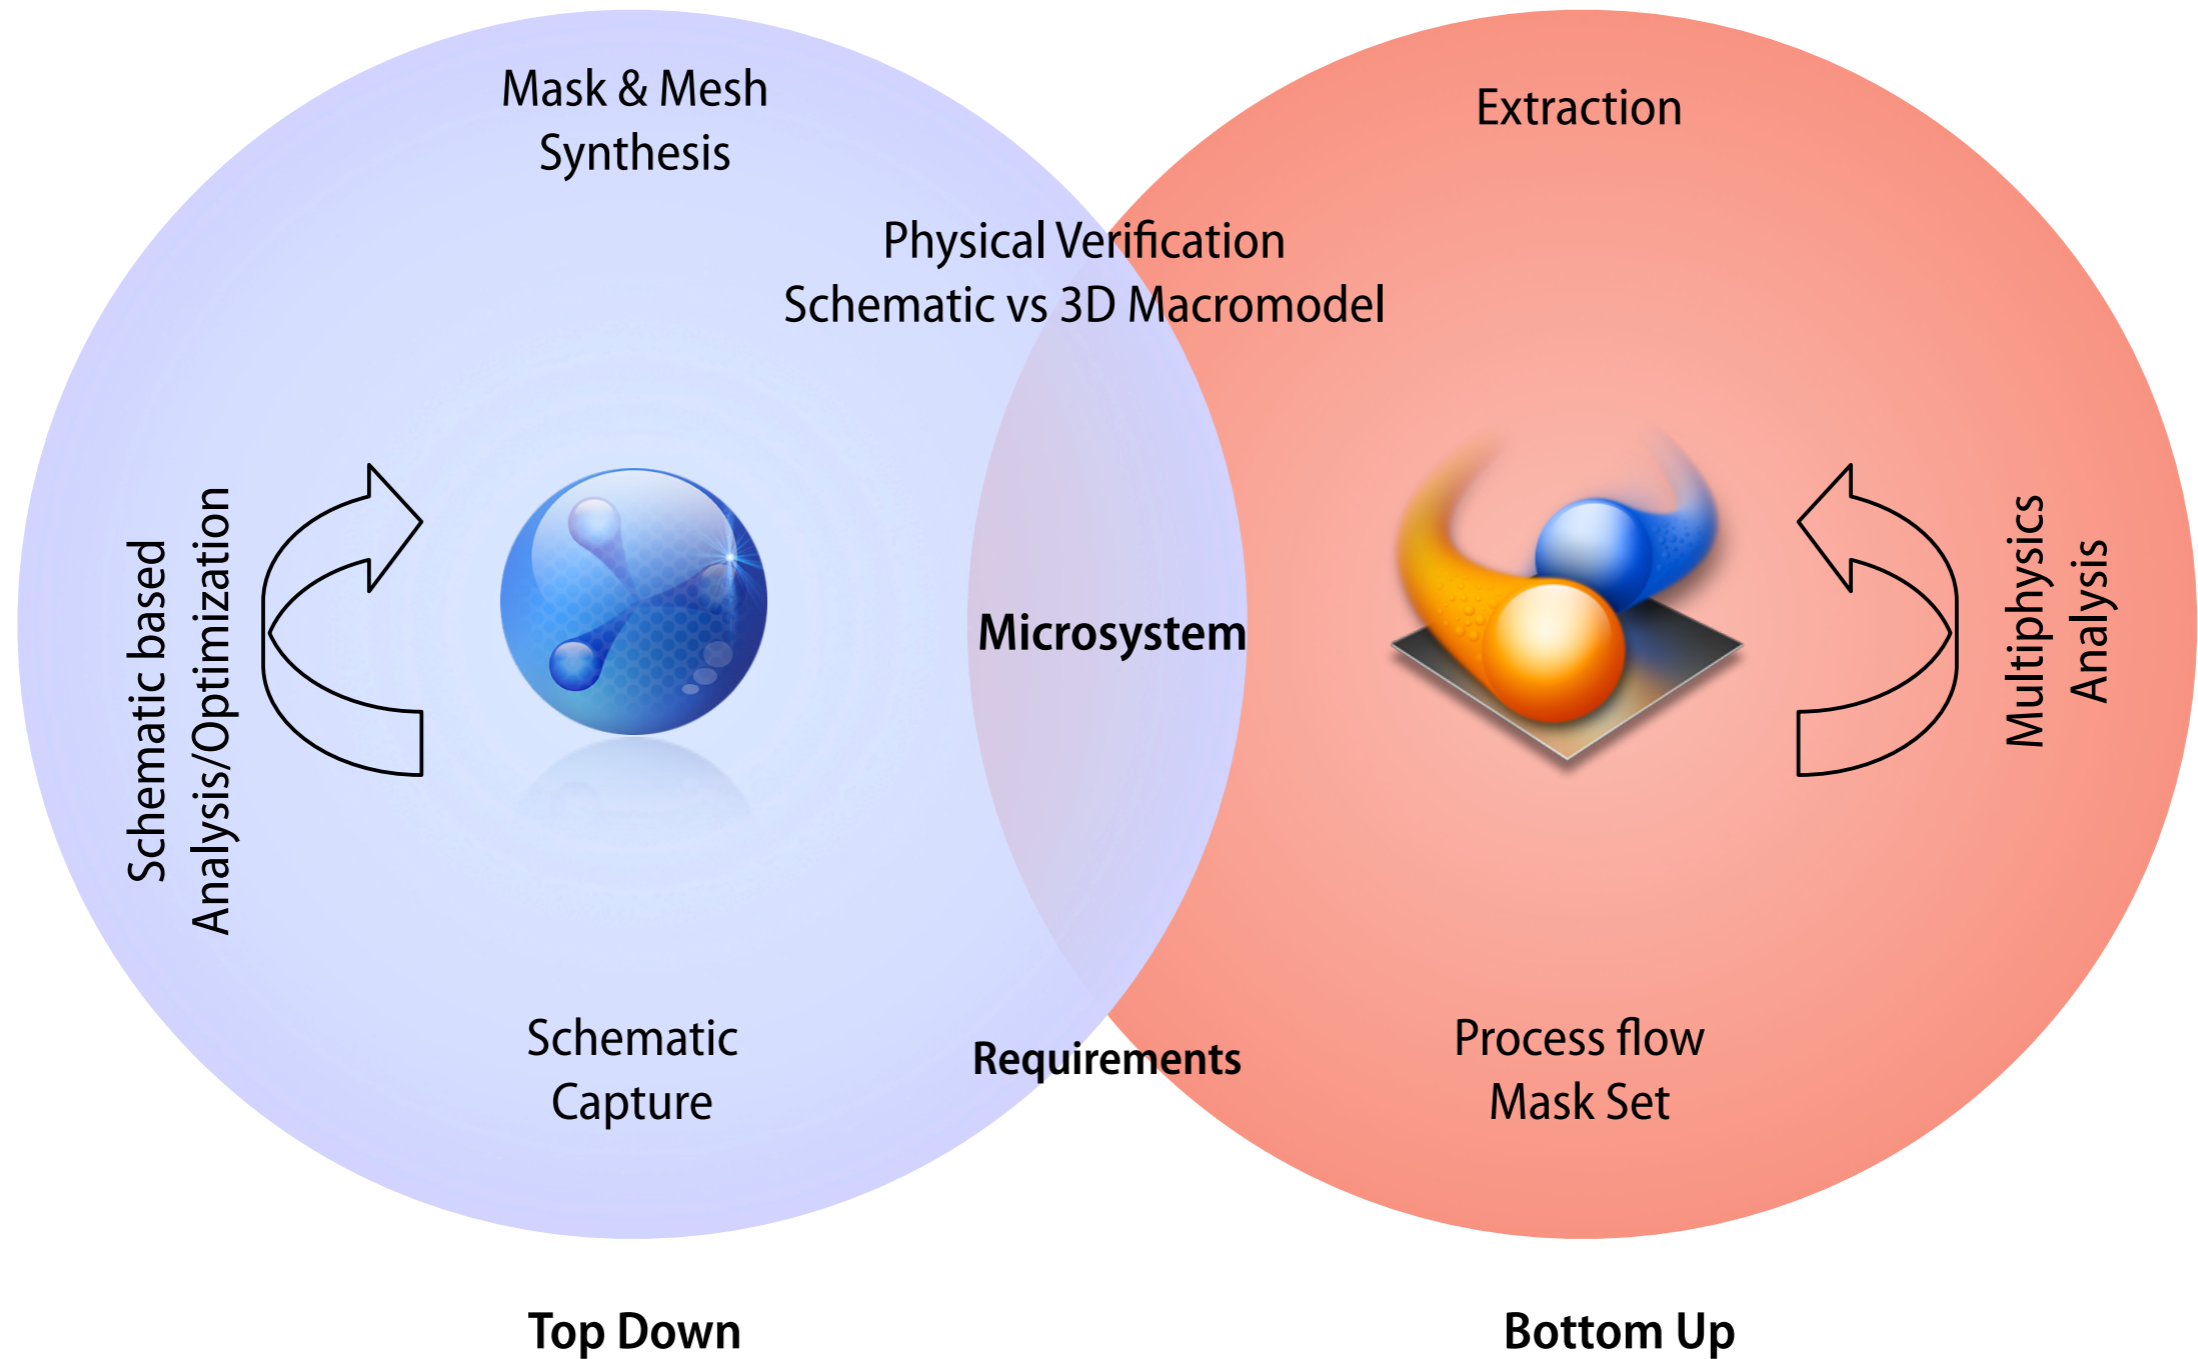 Mask & Mesh
Synthesis
Extraction
Physical Verification
Schematic vs 3D Macromodel
Schematic based
Analysis/Optimization
Microsystem
Multiphysics
Analysis
Schematic
Capture
Requirements
Process flow
Mask Set
Top Down
Bottom Up